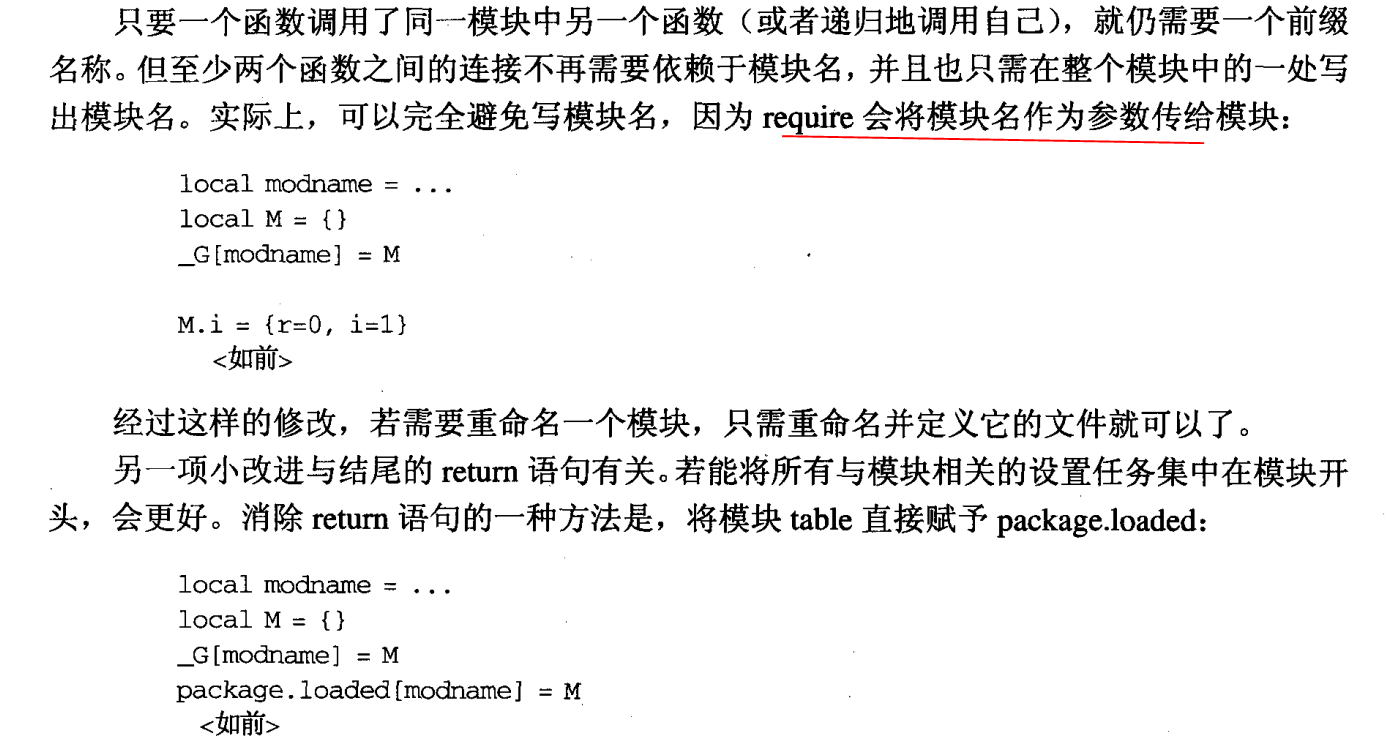 只要一个函数调用了同一模块中另一个函数（或者递归地调用自己），就仍需要一个前缀
名称。但至少两个函数之间的连接不再需要依赖于模块名，并且也只需在整个模块中的一处写
出模块名。实际上，可以完全避免写模块名，因为 require 会将模块名作为参数传给模块：
local modname = ...
local M = {}
_G[modname] = M
M.i = {r=0, i=1}
<如前>
经过这样的修改，若需要重命名一个模块，只需重命名并定义它的文件就可以了。
另一项小改进与结尾的 return 语句有关。若能将所有与模块相关的设置任务集中在模块开
头，会更好。消除 return 语句的一种方法是，将模块 table 直接赋予 package.loaded：
local modname = ...
local M = {}
_G[modname] = M
package.loaded[modname] = M
<如前>